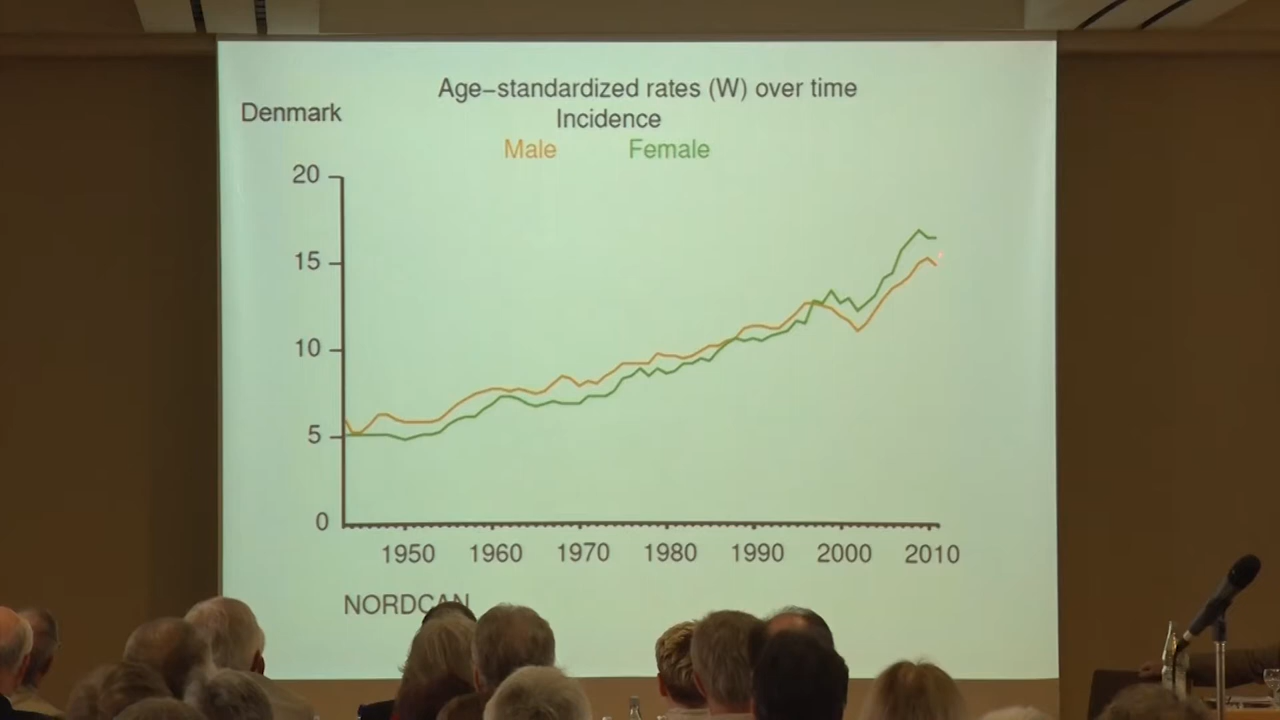 Age−standardized rates (W) over time
Denmark
Incidence
Male Female
20
15
10
5
0
1950 1960 1970 1980 1990 2000 2010
NORDCAN